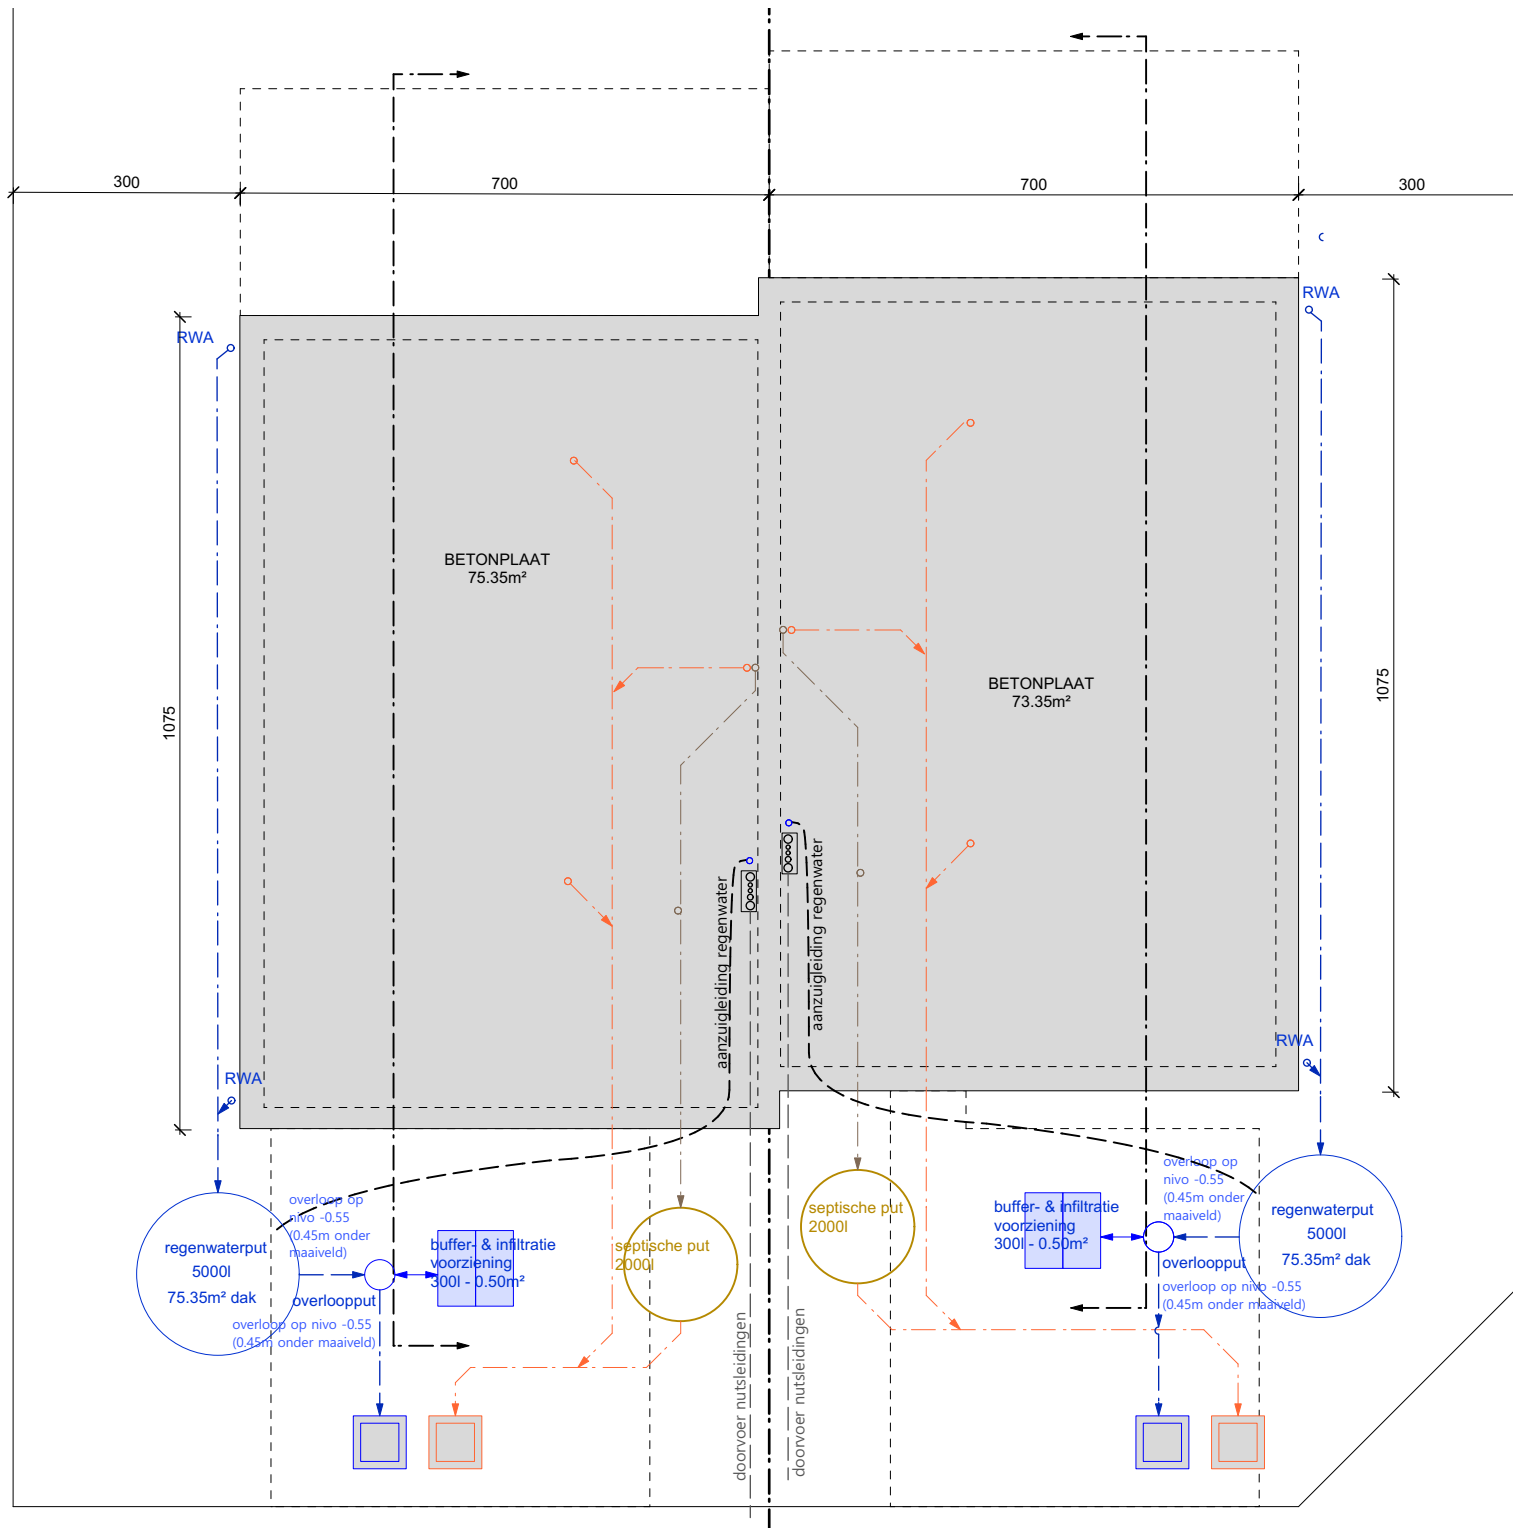 300
700
700
300
RWA
RWA
BETONPLAAT
75.35m²
BETONPLAAT
73.35m²
1075
1075
aanzuigleiding regenwater
aanzuigleiding regenwater
RWA
RWA
overloop op
nivo -0.55
(0.45m onder
maaiveld)
regenwaterput
5000l
75.35m² dak
overloopput
overloop op nivo -0.55
(0.45m onder maaiveld)
buffer- & infiltratie
voorziening
300l - 0.50m²
septische put
2000l
doorvoer nutsleidingen
doorvoer nutsleidingen
septische put
2000l
buffer- & infiltratie
voorziening
300l - 0.50m²
overloop op
nivo -0.55
(0.45m onder
maaiveld)
overloopput
overloop op nivo -0.55
(0.45m onder maaiveld)
regenwaterput
5000l
75.35m² dak